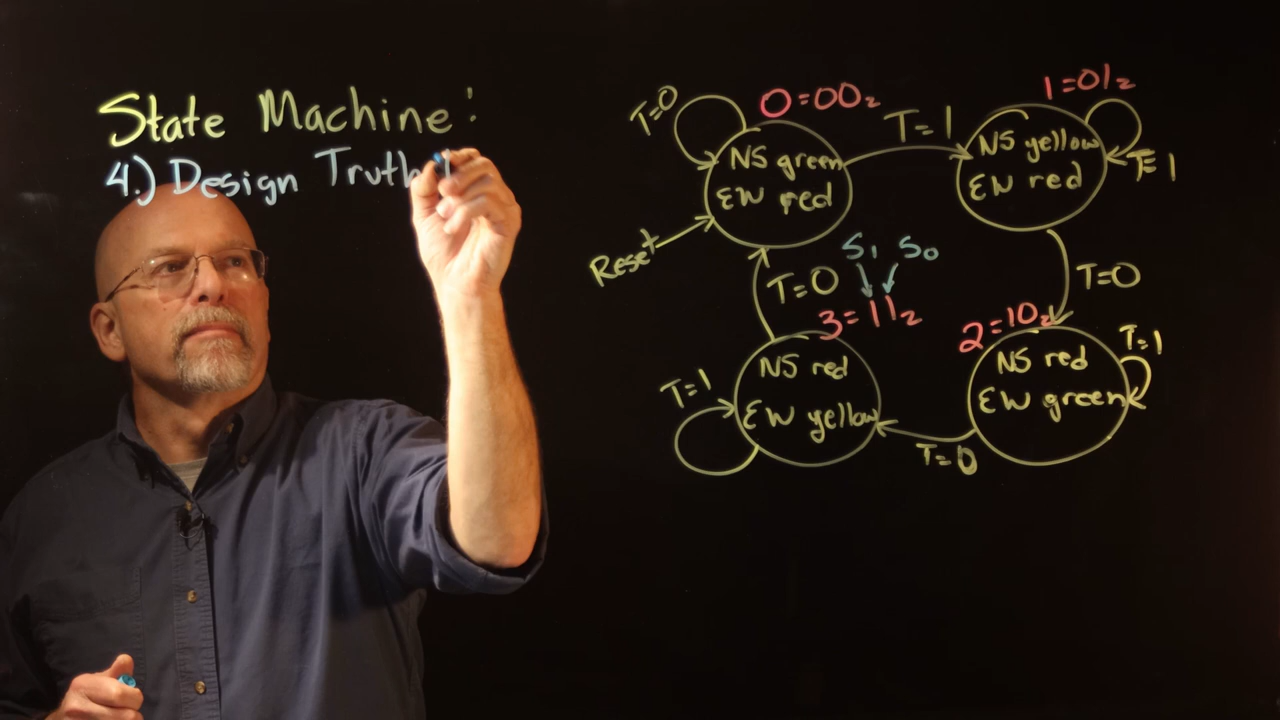 State Machine:
4.) Design Truth
T=0
0=00₂
NS green
EW red
Reset
T=1
1=01₂
NS yellow
EW red
T=1
T=0
S₁ S₀
3=11₂
T=0
2=10₂
NS red
EW green
T=1
T=0
NS red
EW yellow
T=1